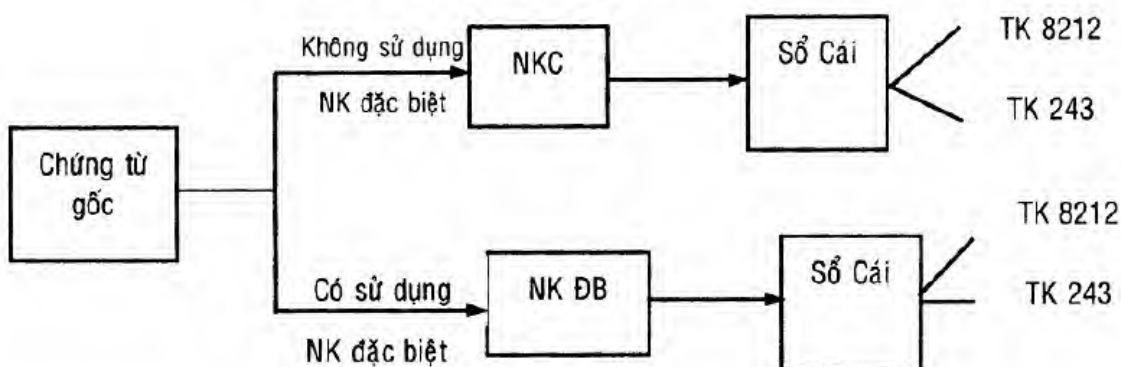 Chứng từ
gốc
Không sử dụng
NK đặc biệt
NKC
Sổ Cái
TK 8212
TK 243
Có sử dụng
NK đặc biệt
NK ĐB
Sổ Cái
TK 8212
TK 243